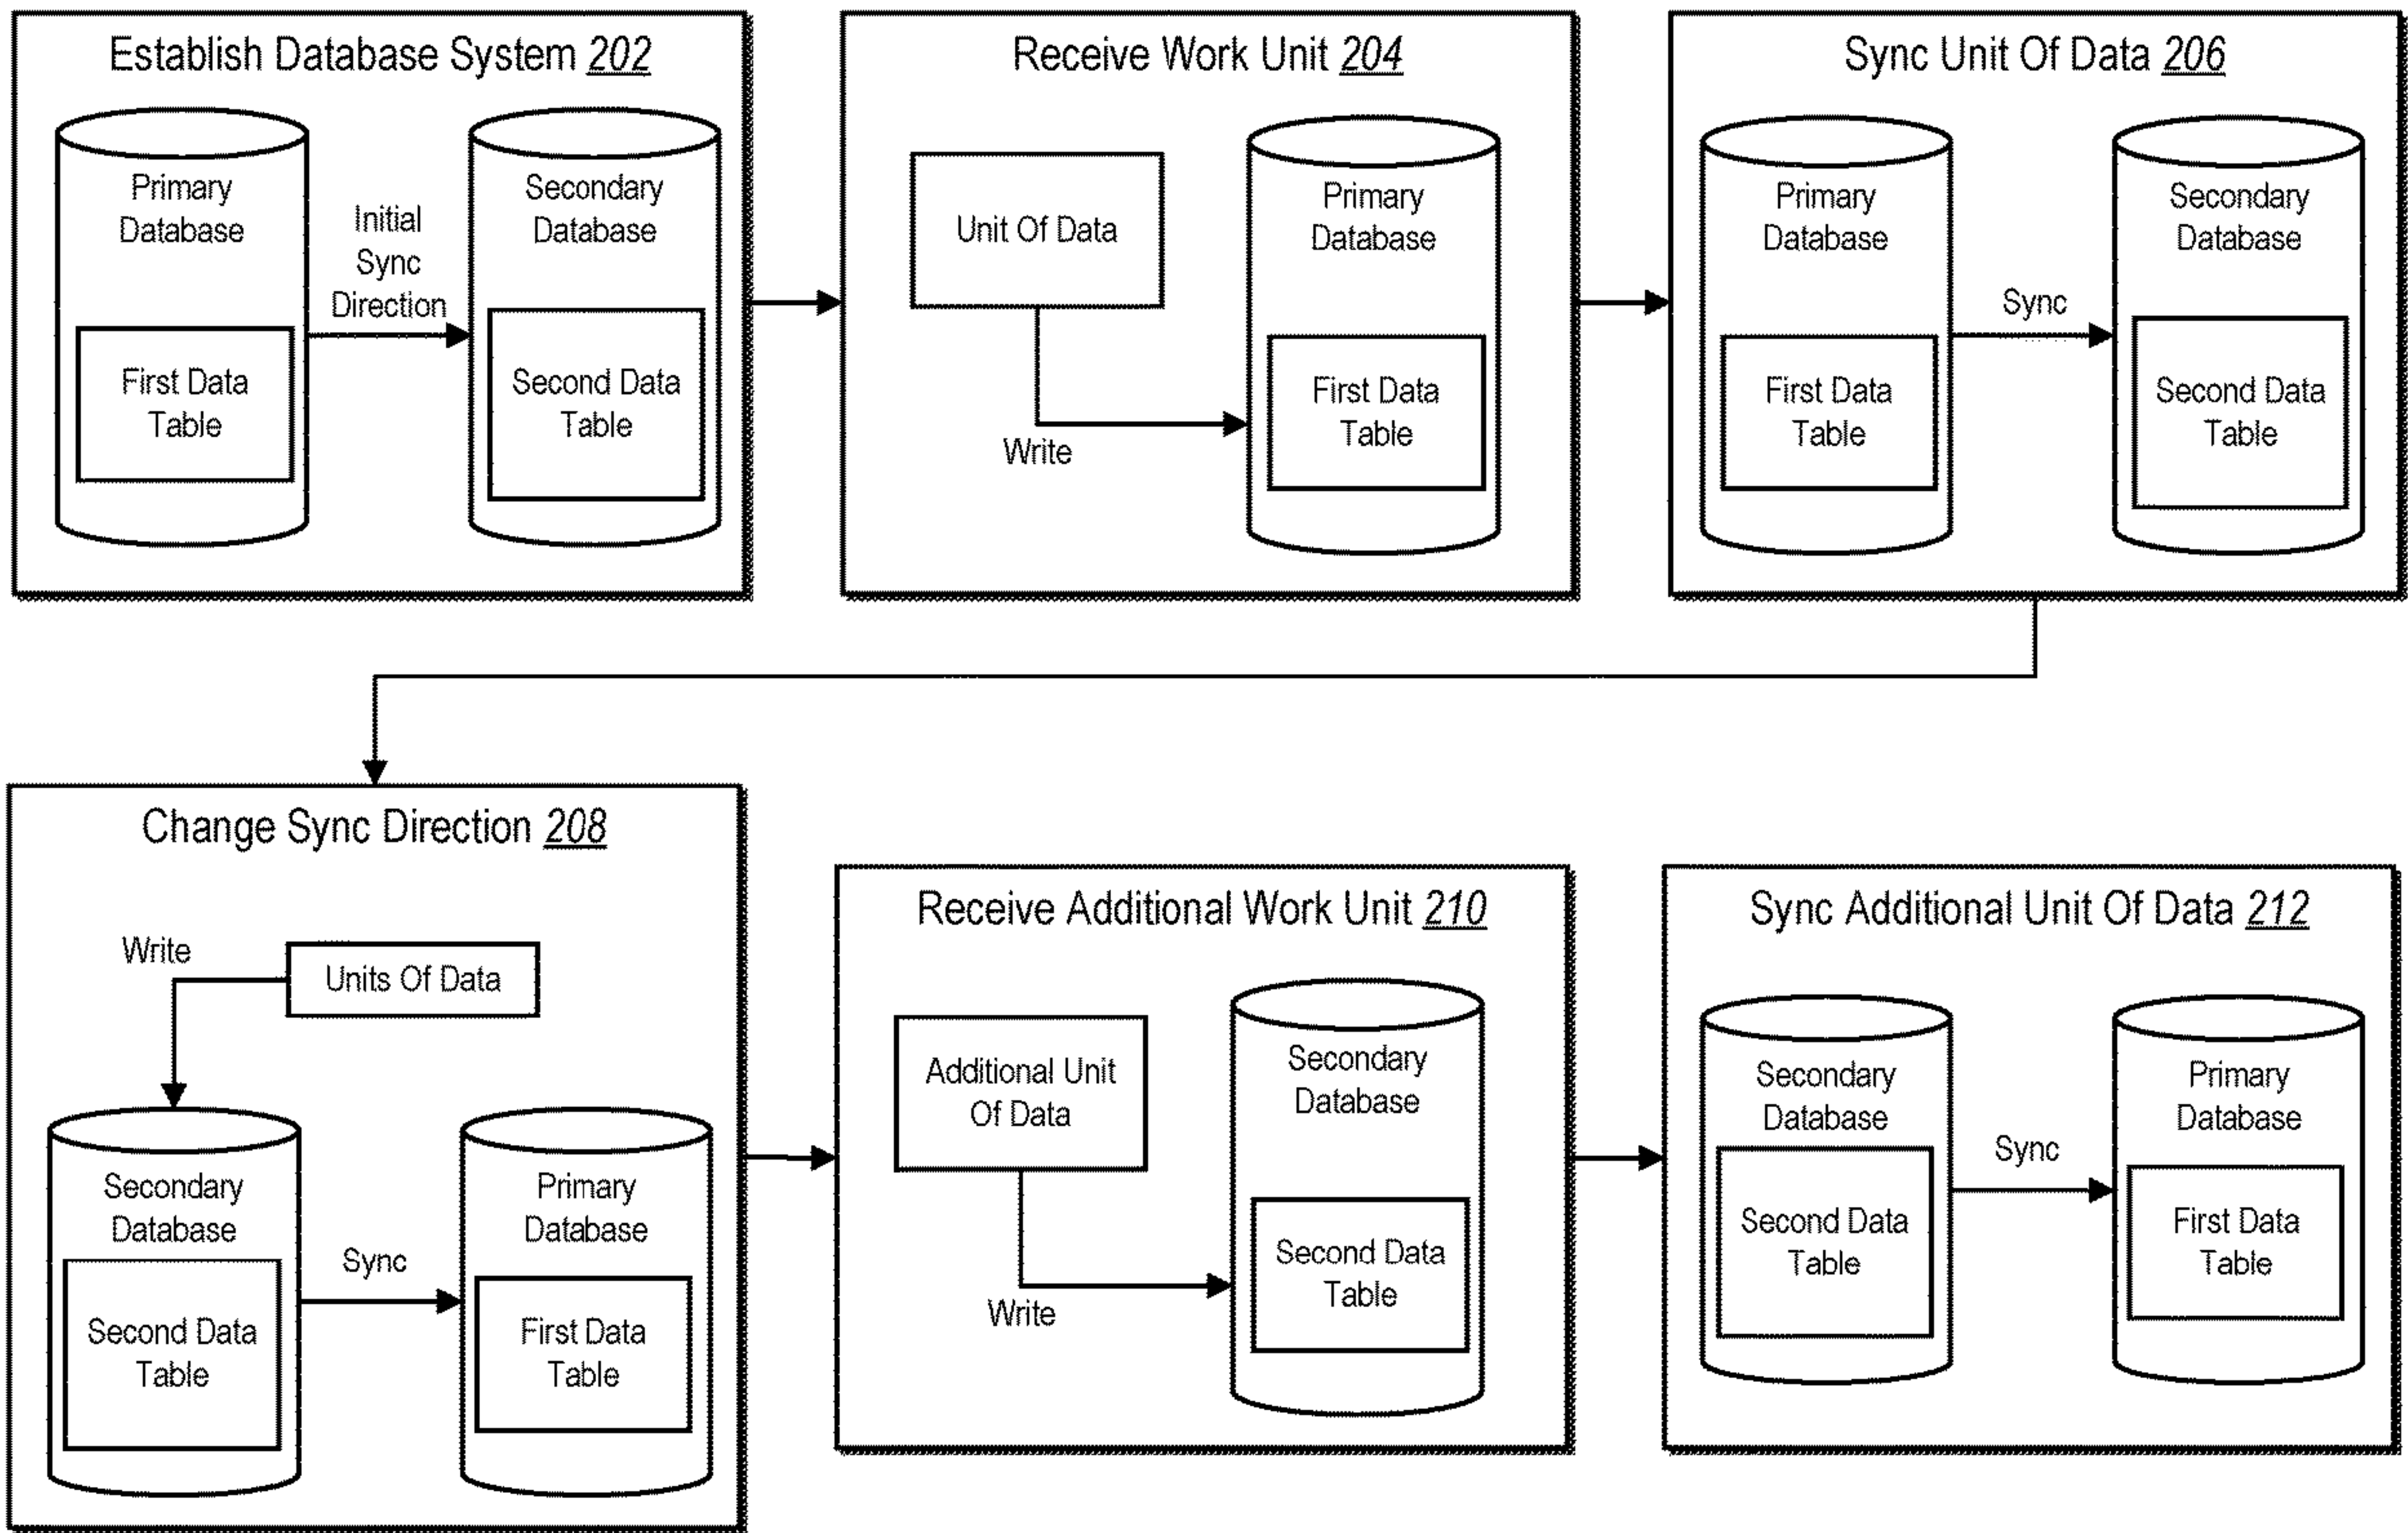 Establish Database System 202
Primary
Database
Initial
Sync
Direction
Secondary
Database
First Data
Table
Second Data
Table
Receive Work Unit 204
Unit Of Data
Write
Primary
Database
First Data
Table
Sync Unit Of Data 206
Primary
Database
First Data
Table
Sync
Secondary
Database
Second Data
Table
Change Sync Direction 208
Write
Units Of Data
Secondary
Database
Second Data
Table
Sync
Primary
Database
First Data
Table
Receive Additional Work Unit 210
Additional Unit
Of Data
Write
Secondary
Database
Second Data
Table
Sync Additional Unit Of Data 212
Secondary
Database
Second Data
Table
Sync
Primary
Database
First Data
Table